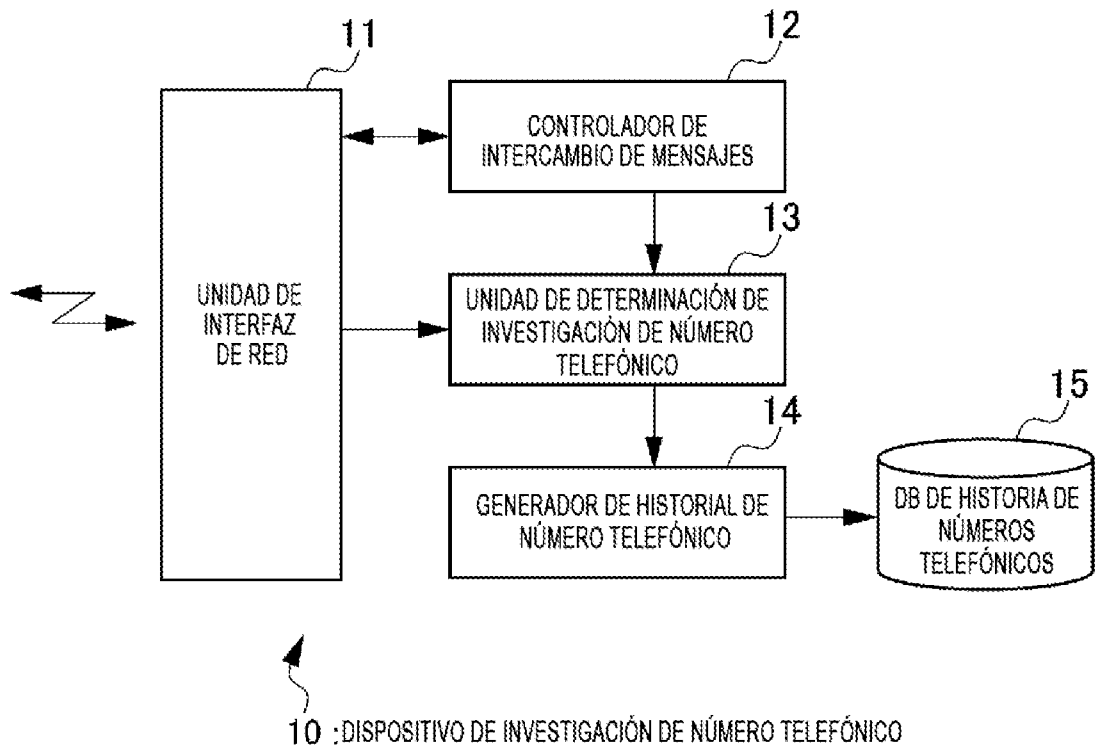 11
12
CONTROLADOR DE
INTERCAMBIO DE MENSAJES
13
UNIDAD DE
INTERFAZ
DE RED
UNIDAD DE DETERMINACIÓN DE
INVESTIGACIÓN DE NÚMERO
TELEFÓNICO
14
15
GENERADOR DE HISTORIAL DE
NÚMERO TELEFÓNICO
DB DE HISTORIA DE
NÚMEROS
TELEFÓNICOS
10 : DISPOSITIVO DE INVESTIGACIÓN DE NÚMERO TELEFÓNICO